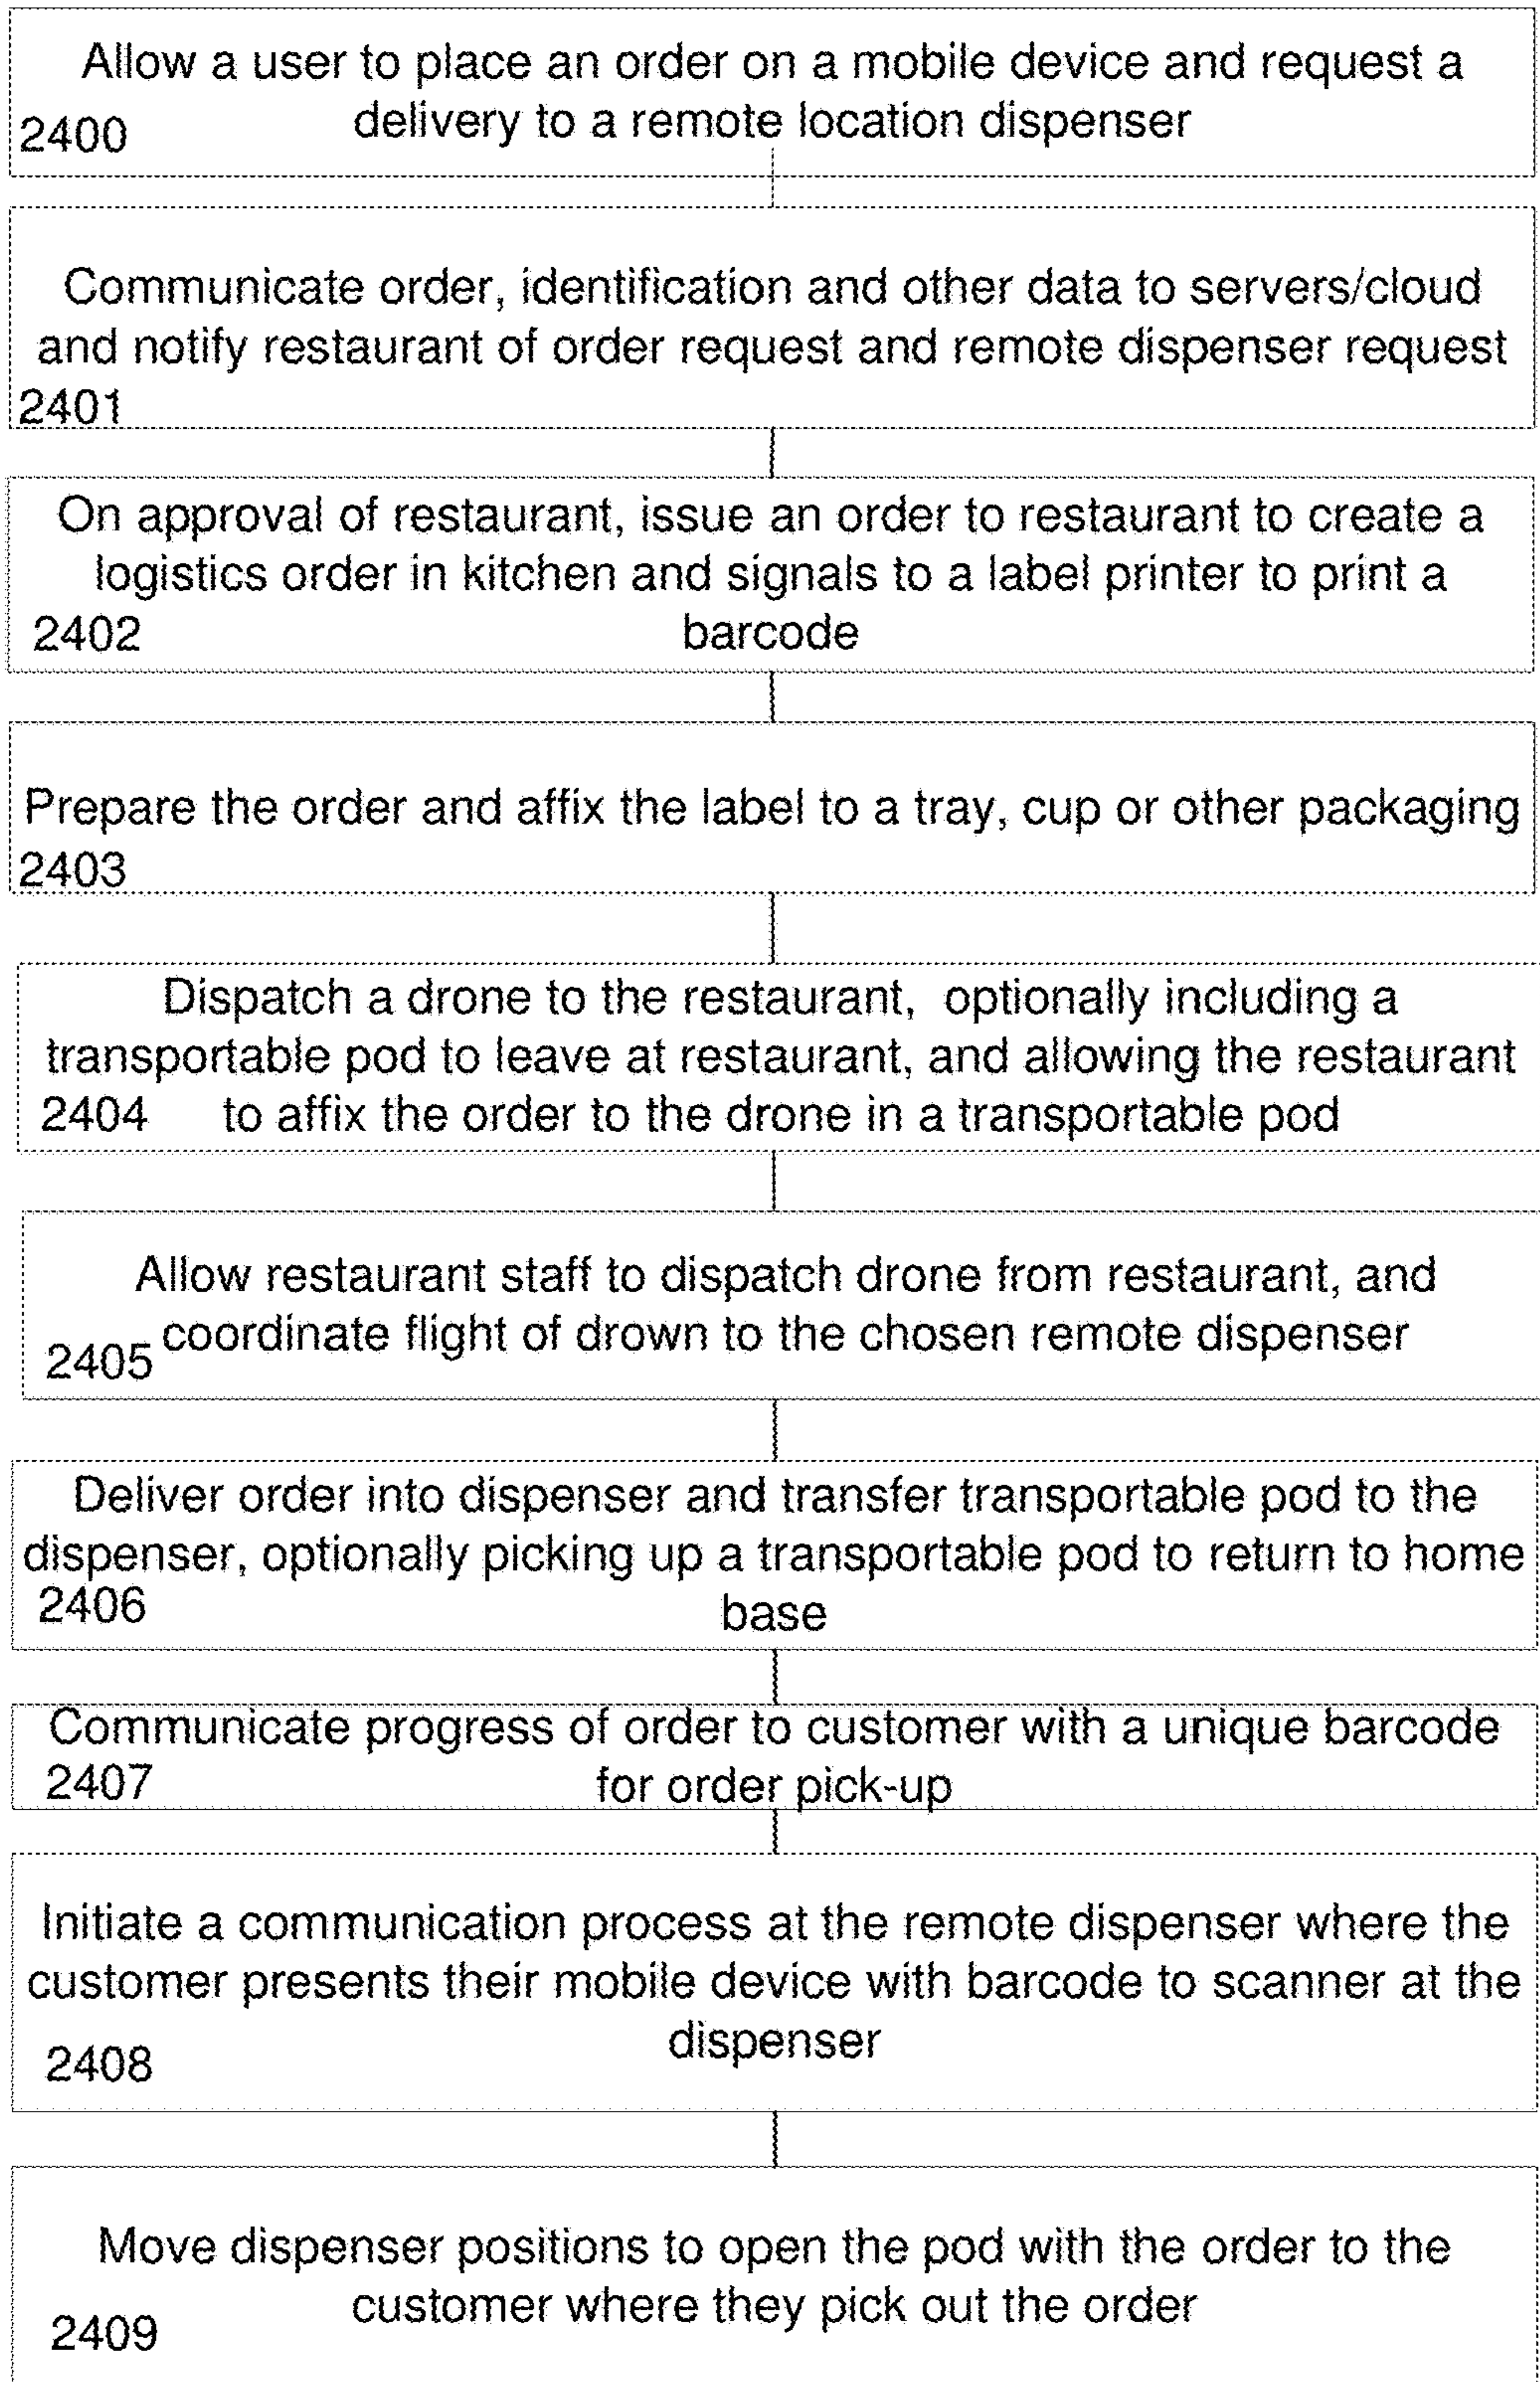 Allow a user to place an order on a mobile device and request a
delivery to a remote location dispenser
2400
Communicate order, identification and other data to servers/cloud
and notify restaurant of order request and remote dispenser request
2401
On approval of restaurant, issue an order to restaurant to create a
logistics order in kitchen and signals to a label printer to print a
2402 barcode
Prepare the order and affix the label to a tray, cup or other packaging
2403
Dispatch a drone to the restaurant, optionally including a
transportable pod to leave at restaurant, and allowing the restaurant
2404 to affix the order to the drone in a transportable pod
Allow restaurant staff to dispatch drone from restaurant, and
coordinate flight of drown to the chosen remote dispenser
2405
Deliver order into dispenser and transfer transportable pod to the
dispenser, optionally picking up a transportable pod to return to home
2406 base
Communicate progress of order to customer with a unique barcode
2407 for order pick-up
Initiate a communication process at the remote dispenser where the
customer presents their mobile device with barcode to scanner at the
dispenser
2408
Move dispenser positions to open the pod with the order to the
customer where they pick out the order
2409